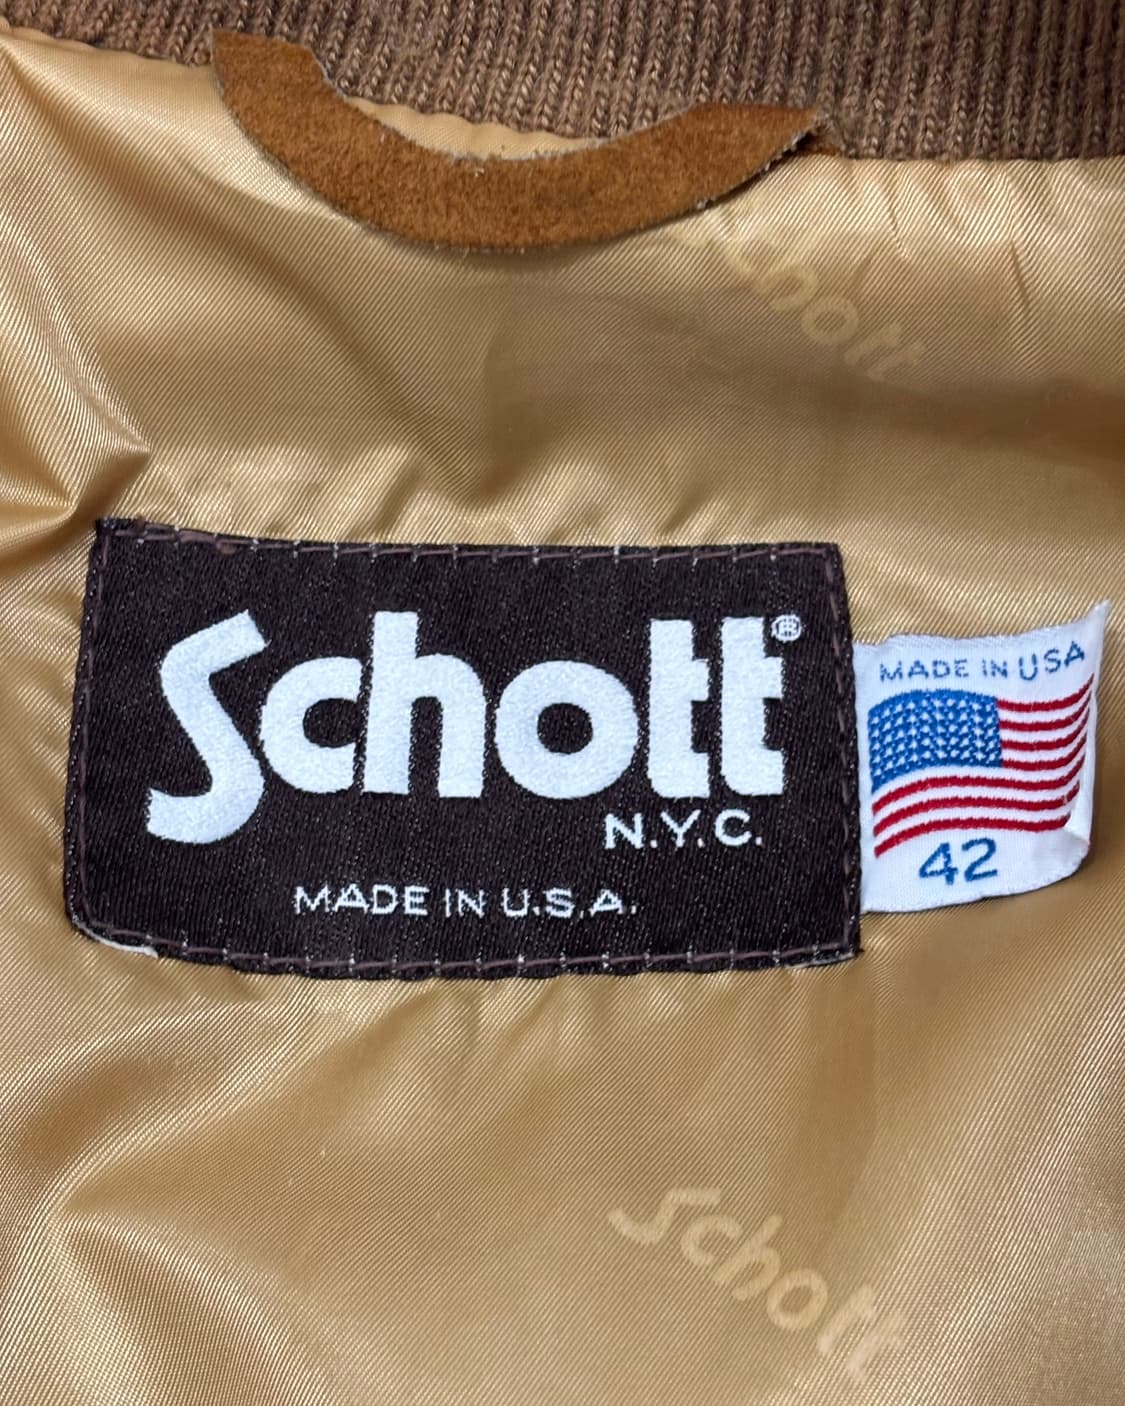 Schott
Schott®
N.Y.C.
MADE IN U.S.A.
MADE IN USA
42
Schott